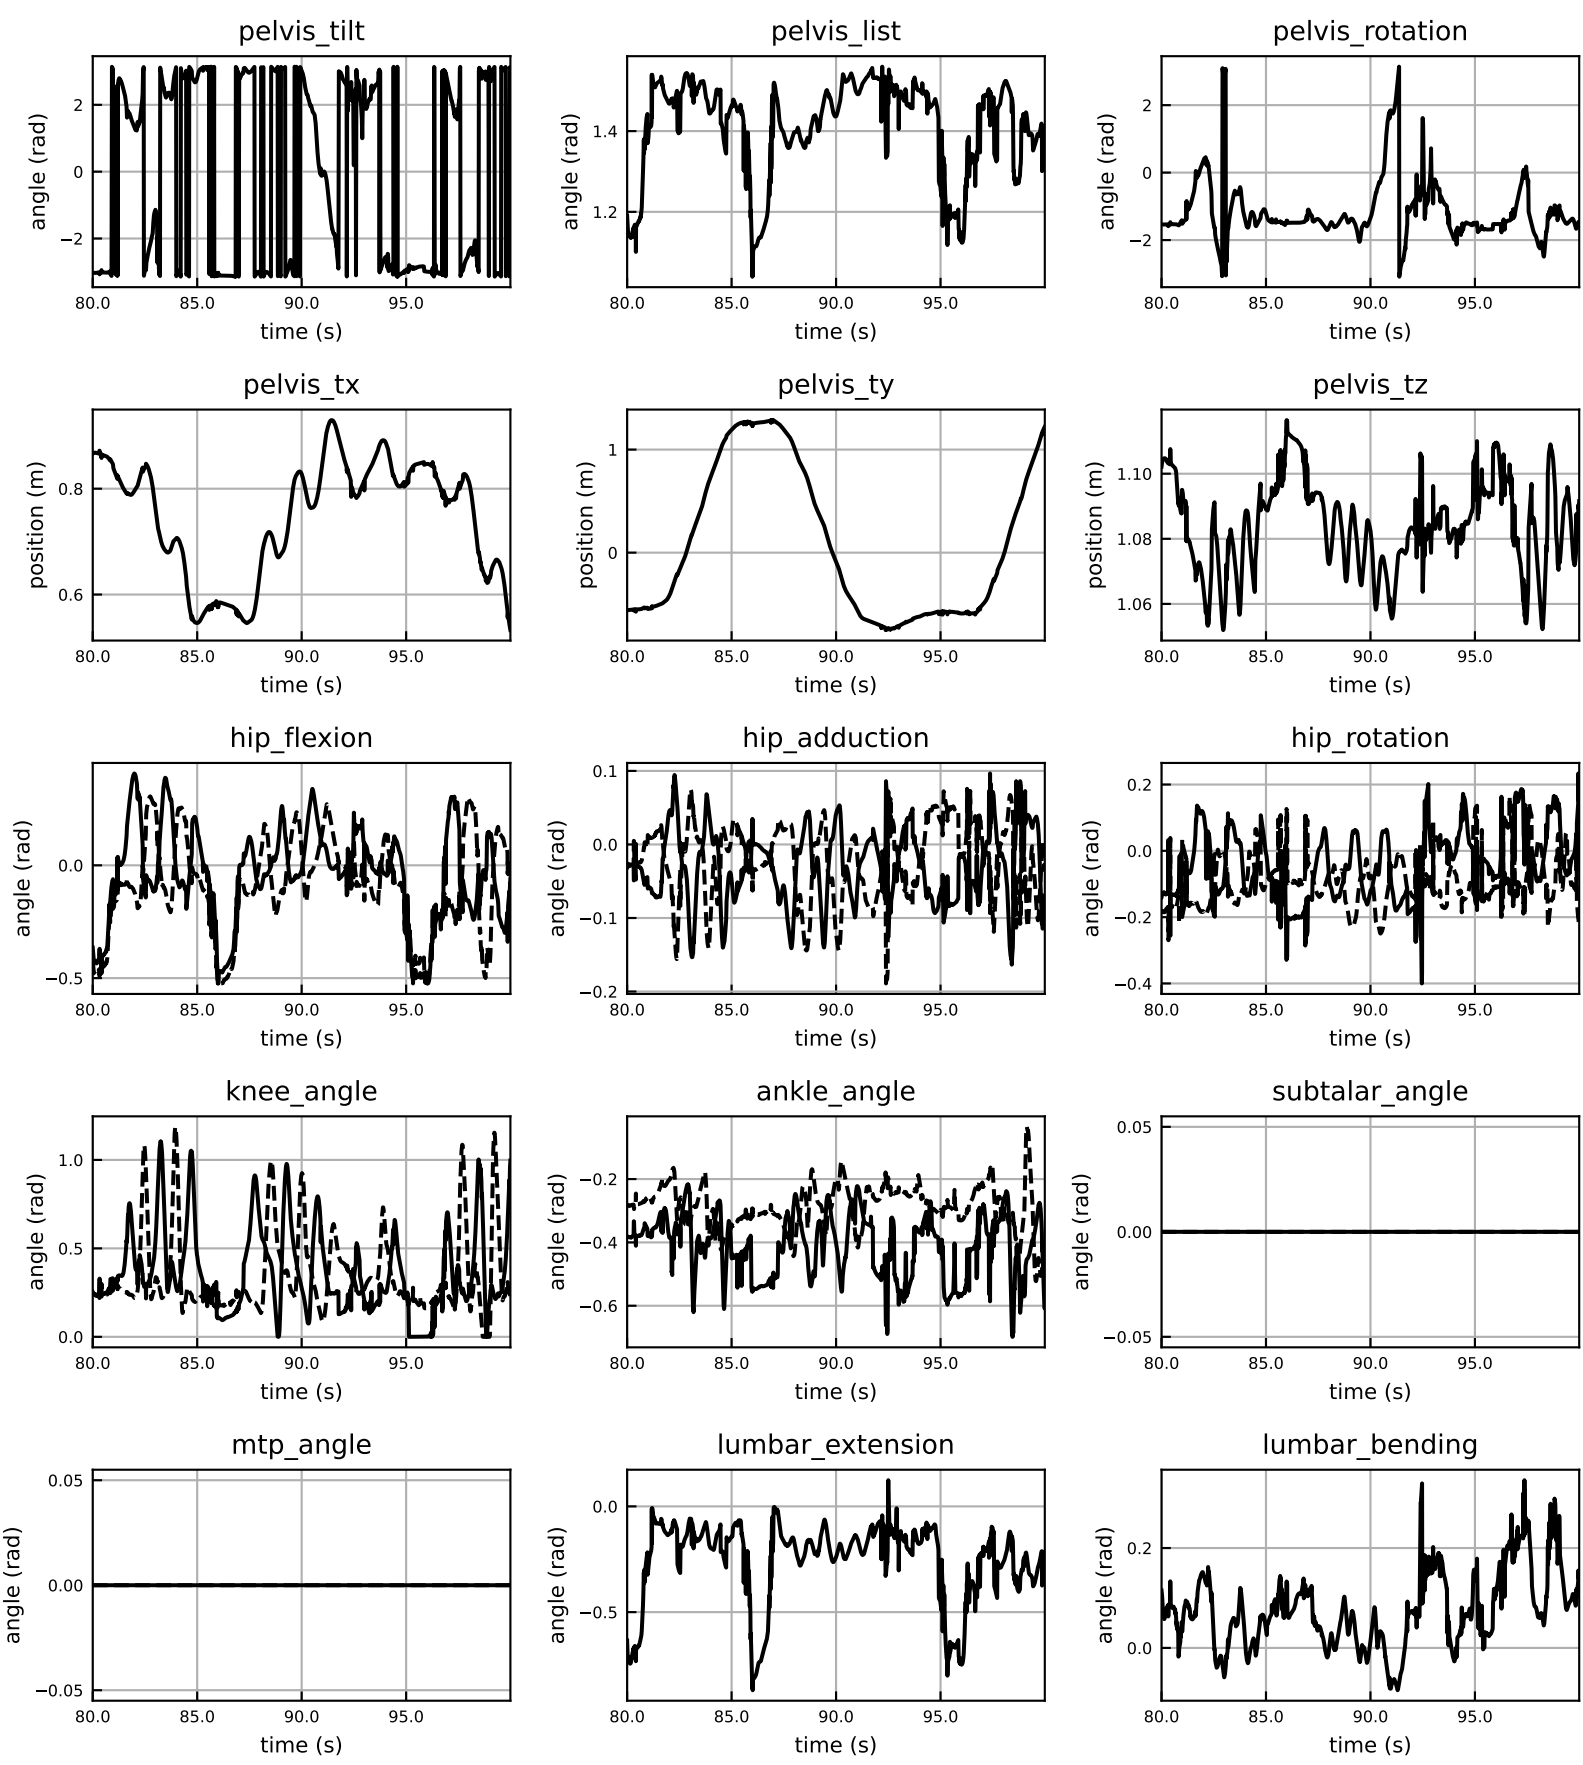 pelvis_tilt
angle (rad)
2
0
−2
80.0 85.0 90.0 95.0
time (s)
pelvis_list
angle (rad)
1.4
1.2
80.0 85.0 90.0 95.0
time (s)
pelvis_rotation
angle (rad)
2
0
−2
80.0 85.0 90.0 95.0
time (s)
pelvis_tx
position (m)
0.8
0.6
80.0 85.0 90.0 95.0
time (s)
pelvis_ty
position (m)
1
0
80.0 85.0 90.0 95.0
time (s)
pelvis_tz
position (m)
1.10
1.08
1.06
80.0 85.0 90.0 95.0
time (s)
hip_flexion
angle (rad)
0.0
−0.5
80.0 85.0 90.0 95.0
time (s)
hip_adduction
angle (rad)
0.1
0.0
−0.1
−0.2
80.0 85.0 90.0 95.0
time (s)
hip_rotation
angle (rad)
0.2
0.0
−0.2
−0.4
80.0 85.0 90.0 95.0
time (s)
knee_angle
angle (rad)
1.0
0.5
0.0
80.0 85.0 90.0 95.0
time (s)
ankle_angle
angle (rad)
−0.2
−0.4
−0.6
80.0 85.0 90.0 95.0
time (s)
subtalar_angle
angle (rad)
0.05
0.00
−0.05
80.0 85.0 90.0 95.0
time (s)
mtp_angle
angle (rad)
0.05
0.00
−0.05
80.0 85.0 90.0 95.0
time (s)
lumbar_extension
angle (rad)
0.0
−0.5
80.0 85.0 90.0 95.0
time (s)
lumbar_bending
angle (rad)
0.2
0.0
80.0 85.0 90.0 95.0
time (s)